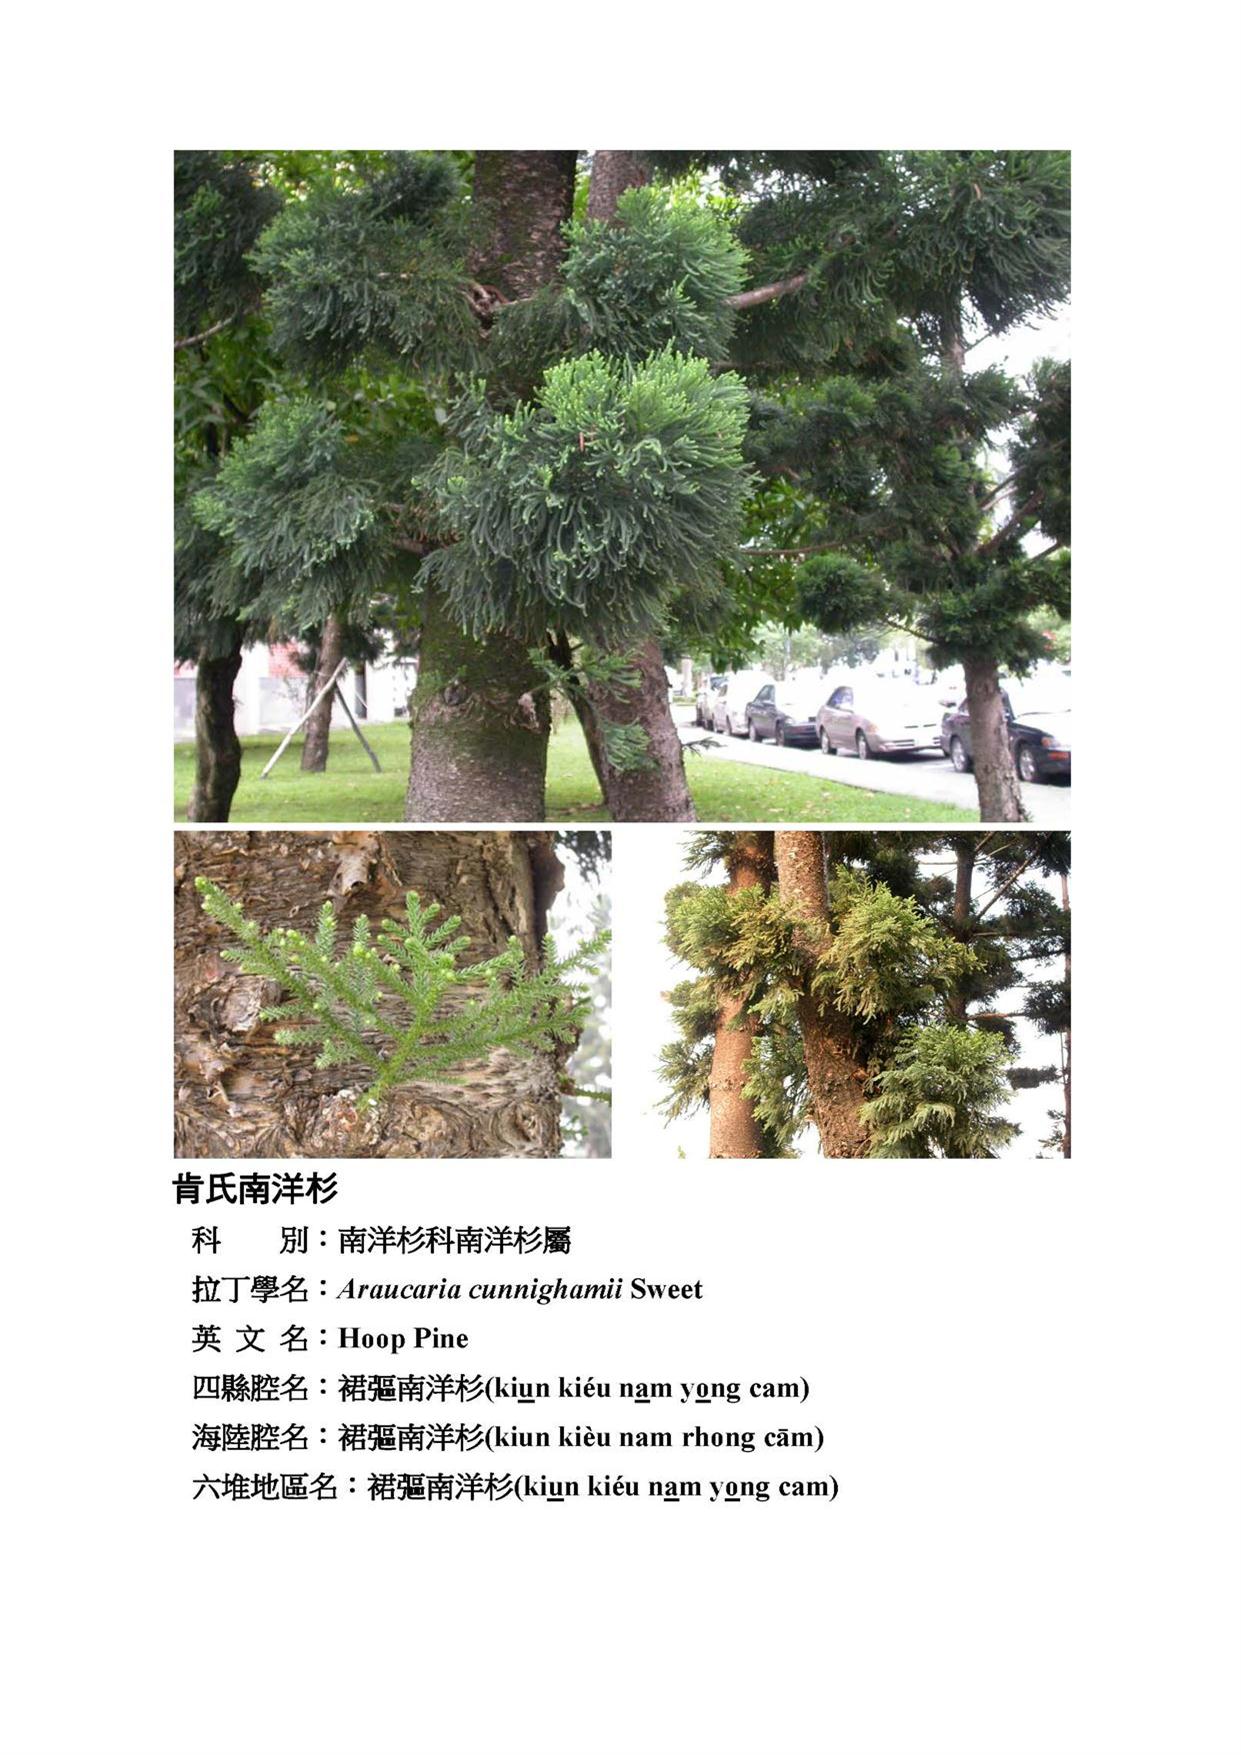 肯氏南洋杉
科　　別：南洋杉科南洋杉屬
拉丁學名：Araucaria cunnighamii Sweet
英 文 名：Hoop Pine
四縣腔名：裙彄南洋杉(kiu̲n kiéu na̲m yo̲ng cam)
海陸腔名：裙彄南洋杉(kiun kièu nam rhong cām)
六堆地區名：裙彄南洋杉(kiu̲n kiéu na̲m yo̲ng cam)